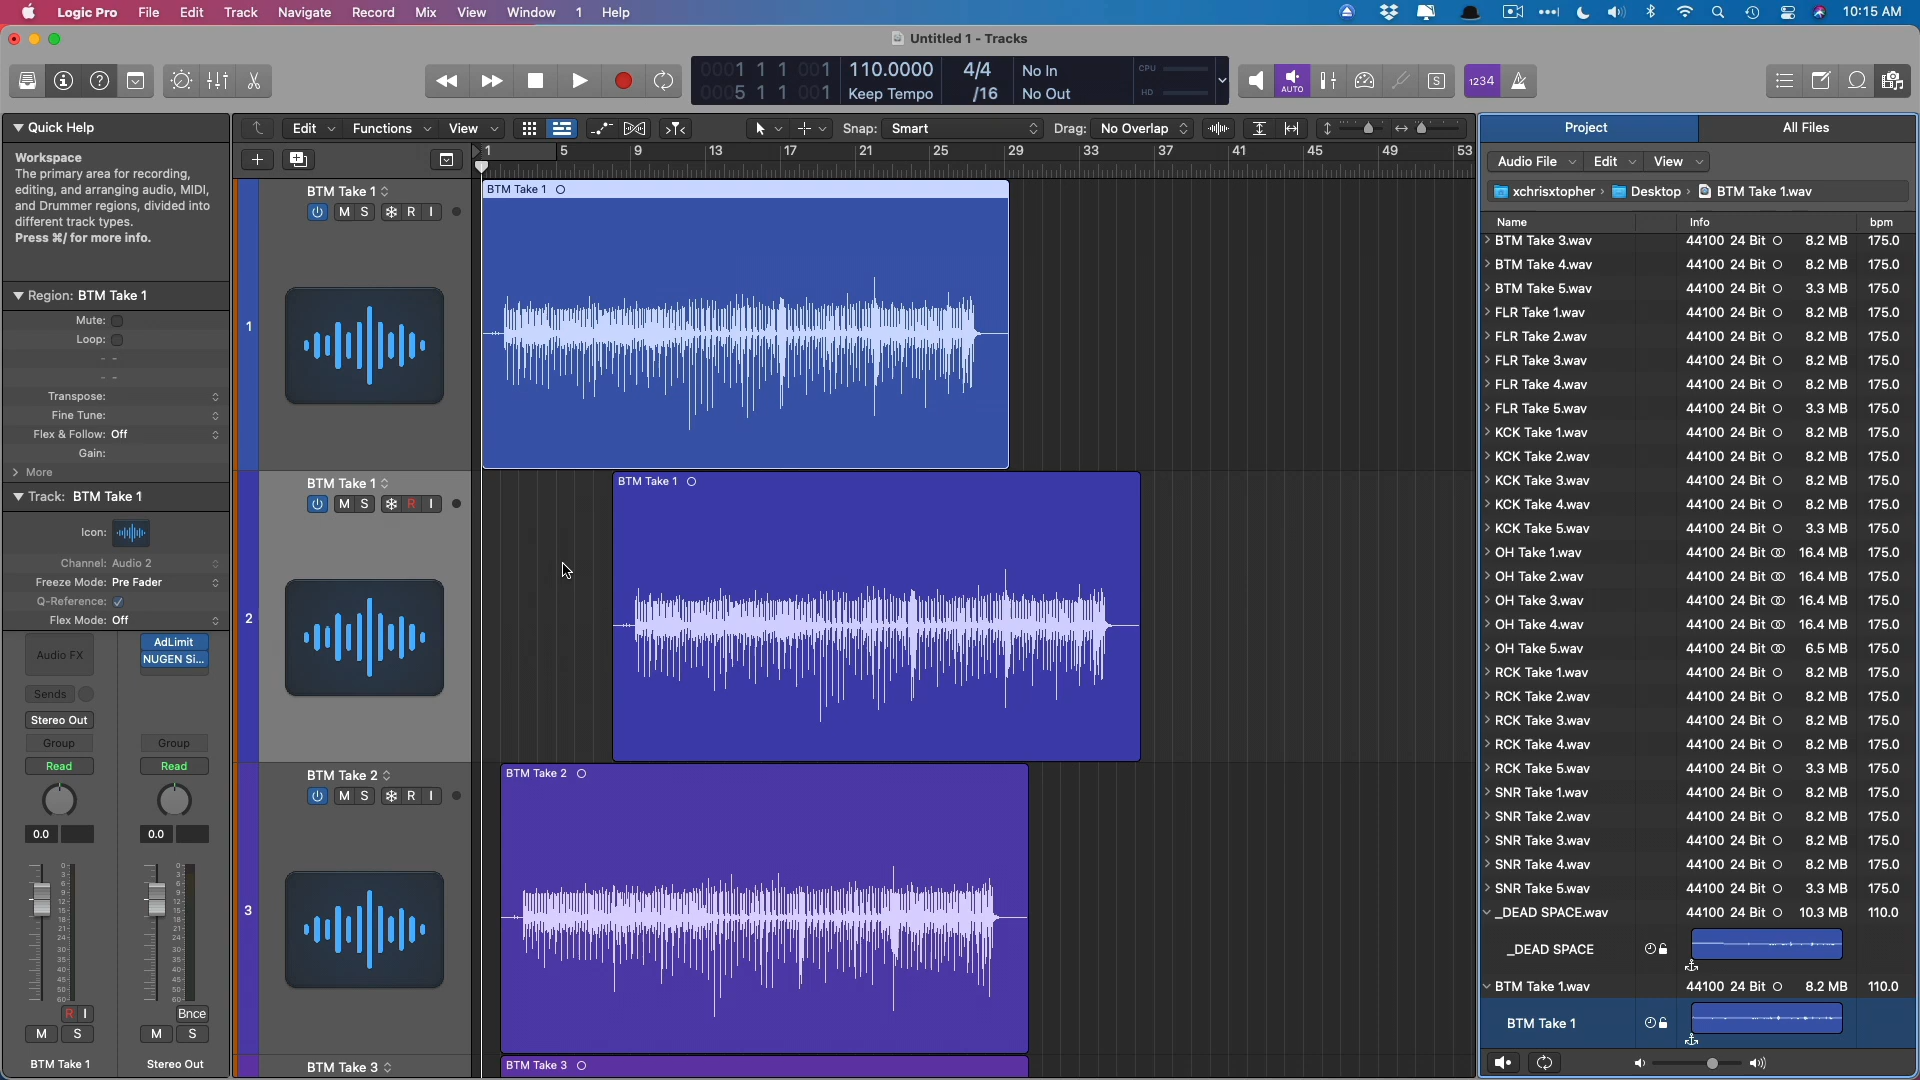 Logic Pro File Edit Track Navigate Record Mix View Window 1 Help 10:15 AM
Untitled 1 - Tracks
0001 1 1 001 110.0000 4/4 No In CPU
0005 1 1 001 Keep Tempo /16 No Out HD
AUTO S 1234
Quick Help
Workspace
The primary area for recording,
editing, and arranging audio, MIDI,
and Drummer regions, divided into
different track types.
Press ⌘/ for more info.
Region: BTM Take 1
Mute:
Loop:
- -
- -
Transpose:
Fine Tune:
Flex & Follow: Off
Gain:
More
Track: BTM Take 1
Icon:
Channel: Audio 2
Freeze Mode: Pre Fader
Q-Reference:
Flex Mode: Off
Audio FX AdLimit
NUGEN Si...
Sends
Stereo Out
Group Group
Read Read
0.0 0.0
R I Bnce
M S M S
BTM Take 1 Stereo Out
Edit Functions View Snap: Smart Drag: No Overlap
1 5 9 13 17 21 25 29 33 37 41 45 49 53
1
BTM Take 1
M S R I
BTM Take 1
2
BTM Take 1
M S R I
BTM Take 1
3
BTM Take 2
M S R I
BTM Take 2
BTM Take 3
BTM Take 3
Project All Files
Audio File Edit View
xchrisxtopher Desktop BTM Take 1.wav
Name Info bpm
BTM Take 3.wav 44100 24 Bit 8.2 MB 175.0
BTM Take 4.wav 44100 24 Bit 8.2 MB 175.0
BTM Take 5.wav 44100 24 Bit 3.3 MB 175.0
FLR Take 1.wav 44100 24 Bit 8.2 MB 175.0
FLR Take 2.wav 44100 24 Bit 8.2 MB 175.0
FLR Take 3.wav 44100 24 Bit 8.2 MB 175.0
FLR Take 4.wav 44100 24 Bit 8.2 MB 175.0
FLR Take 5.wav 44100 24 Bit 3.3 MB 175.0
KCK Take 1.wav 44100 24 Bit 8.2 MB 175.0
KCK Take 2.wav 44100 24 Bit 8.2 MB 175.0
KCK Take 3.wav 44100 24 Bit 8.2 MB 175.0
KCK Take 4.wav 44100 24 Bit 8.2 MB 175.0
KCK Take 5.wav 44100 24 Bit 3.3 MB 175.0
OH Take 1.wav 44100 24 Bit 16.4 MB 175.0
OH Take 2.wav 44100 24 Bit 16.4 MB 175.0
OH Take 3.wav 44100 24 Bit 16.4 MB 175.0
OH Take 4.wav 44100 24 Bit 16.4 MB 175.0
OH Take 5.wav 44100 24 Bit 6.5 MB 175.0
RCK Take 1.wav 44100 24 Bit 8.2 MB 175.0
RCK Take 2.wav 44100 24 Bit 8.2 MB 175.0
RCK Take 3.wav 44100 24 Bit 8.2 MB 175.0
RCK Take 4.wav 44100 24 Bit 8.2 MB 175.0
RCK Take 5.wav 44100 24 Bit 3.3 MB 175.0
SNR Take 1.wav 44100 24 Bit 8.2 MB 175.0
SNR Take 2.wav 44100 24 Bit 8.2 MB 175.0
SNR Take 3.wav 44100 24 Bit 8.2 MB 175.0
SNR Take 4.wav 44100 24 Bit 8.2 MB 175.0
SNR Take 5.wav 44100 24 Bit 3.3 MB 175.0
_DEAD SPACE.wav 44100 24 Bit 10.3 MB 110.0
_DEAD SPACE
BTM Take 1.wav 44100 24 Bit 8.2 MB 110.0
BTM Take 1